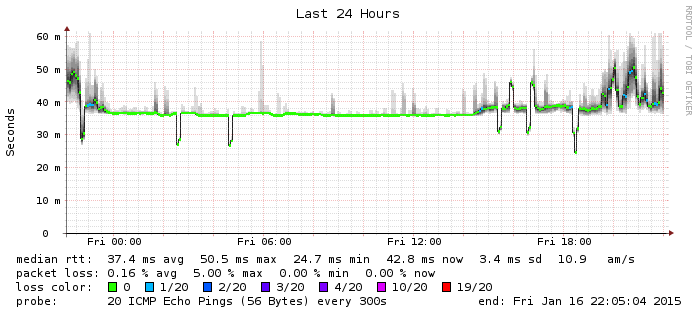 Last 24 Hours
RRDTOOL / TOBI OETIKER
Seconds
60 m
50 m
40 m
30 m
20 m
10 m
0
Fri 00:00 Fri 06:00 Fri 12:00 Fri 18:00
median rtt: 37.4 ms avg 50.5 ms max 24.7 ms min 42.8 ms now 3.4 ms sd 10.9 am/s
packet loss: 0.16 % avg 5.00 % max 0.00 % min 0.00 % now
loss color: 0 1/20 2/20 3/20 4/20 10/20 19/20
probe: 20 ICMP Echo Pings (56 Bytes) every 300s end: Fri Jan 16 22:05:04 2015